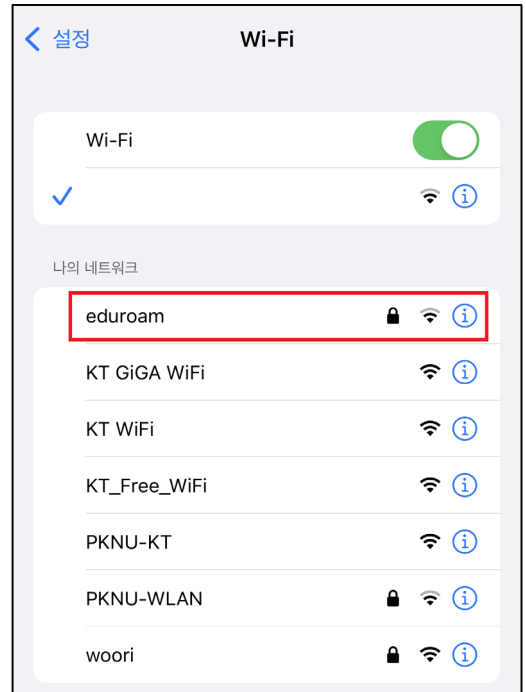 설정
Wi-Fi
Wi-Fi
나의 네트워크
eduroam
KT GiGA WiFi
KT WiFi
KT_Free_WiFi
PKNU-KT
PKNU-WLAN
woori